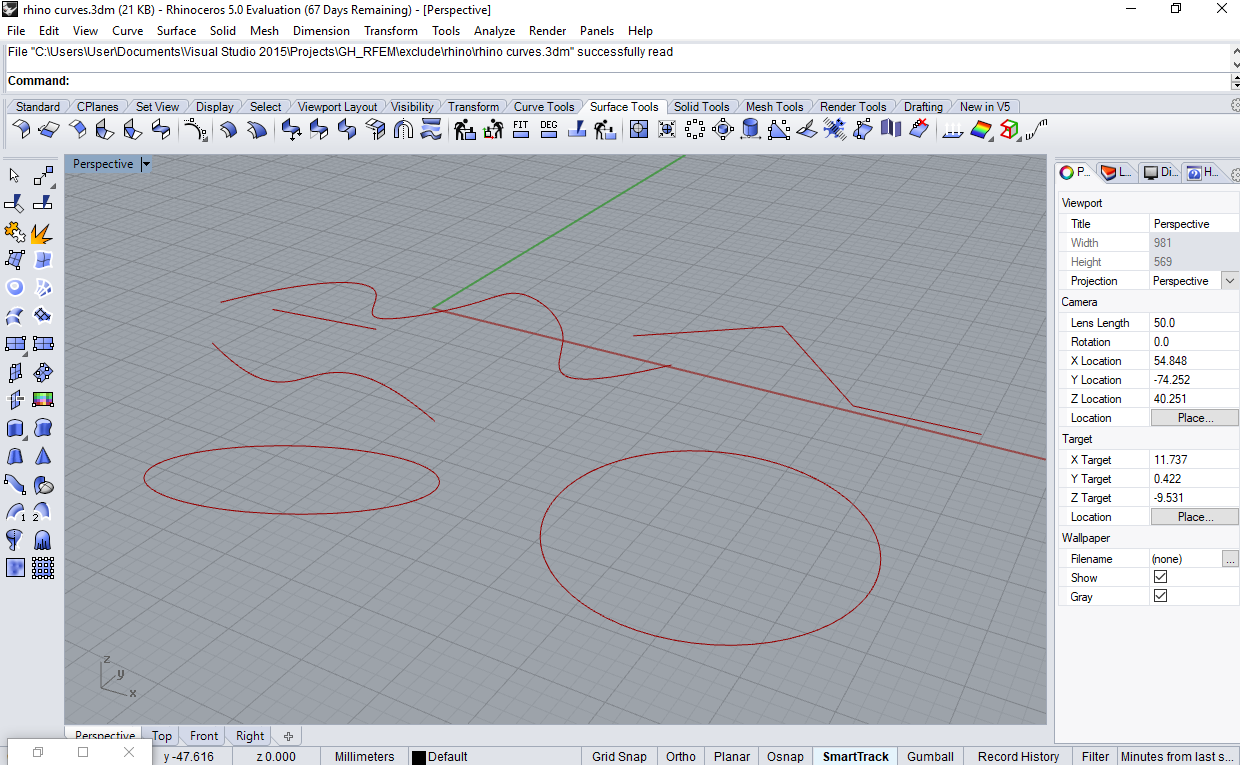 rhino curves.3dm (21 KB) - Rhinoceros 5.0 Evaluation (67 Days Remaining) - [Perspective]
File Edit View Curve Surface Solid Mesh Dimension Transform Tools Analyze Render Panels Help
File "C:\Users\User\Documents\Visual Studio 2015\Projects\GH_RFEM\exclude\rhino\rhino curves.3dm" successfully read
Command:
Standard CPlanes Set View Display Select Viewport Layout Visibility Transform Curve Tools Surface Tools Solid Tools Mesh Tools Render Tools Drafting New in V5
FIT DEG
Perspective
P... L... Di... H...
Viewport
Title Perspective
Width 981
Height 569
Projection Perspective
Camera
Lens Length 50.0
Rotation 0.0
X Location 54.848
Y Location -74.252
Z Location 40.251
Location Place...
Target
X Target 11.737
Y Target 0.422
Z Target -9.531
Location Place...
Wallpaper
Filename (none) ...
Show
Gray
1 2
z
y
x
Perspective Top Front Right
y -47.616 z 0.000 Millimeters Default Grid Snap Ortho Planar Osnap SmartTrack Gumball Record History Filter Minutes from last s...